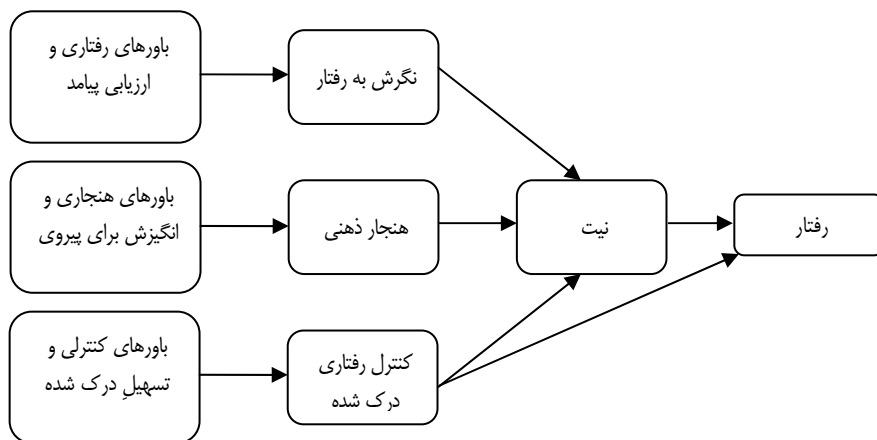 باورهای رفتاری و
ارزیابی پیامد
نگرش به رفتار
باورهای هنجاری و
انگیزش برای پیروی
هنجار ذهنی
نیت
رفتار
باورهای کنترلی و
تسهیلِ درک شده
کنترل رفتاری
درک شده